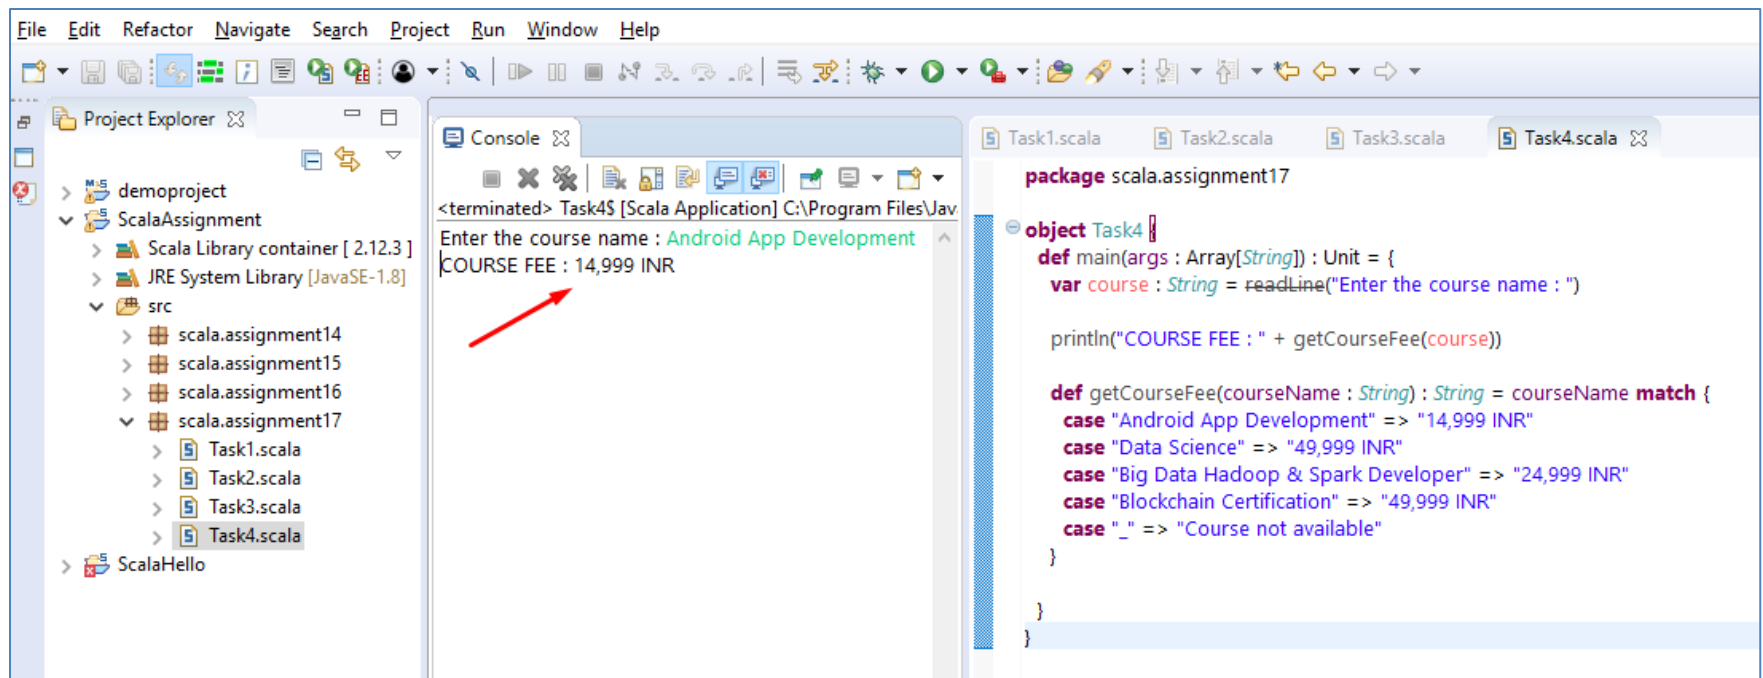 File Edit Refactor Navigate Search Project Run Window Help
Project Explorer
demoproject
ScalaAssignment
Scala Library container [ 2.12.3 ]
JRE System Library [JavaSE-1.8]
src
scala.assignment14
scala.assignment15
scala.assignment16
scala.assignment17
Task1.scala
Task2.scala
Task3.scala
Task4.scala
ScalaHello
Console
<terminated> Task4$ [Scala Application] C:\Program Files\Jav
Enter the course name : Android App Development
COURSE FEE : 14,999 INR
Task1.scala Task2.scala Task3.scala Task4.scala
package scala.assignment17
object Task4 {
def main(args : Array[String]) : Unit = {
var course : String = readLine("Enter the course name : ")
println("COURSE FEE : " + getCourseFee(course))
def getCourseFee(courseName : String) : String = courseName match {
case "Android App Development" => "14,999 INR"
case "Data Science" => "49,999 INR"
case "Big Data Hadoop & Spark Developer" => "24,999 INR"
case "Blockchain Certification" => "49,999 INR"
case "_" => "Course not available"
}
}
}